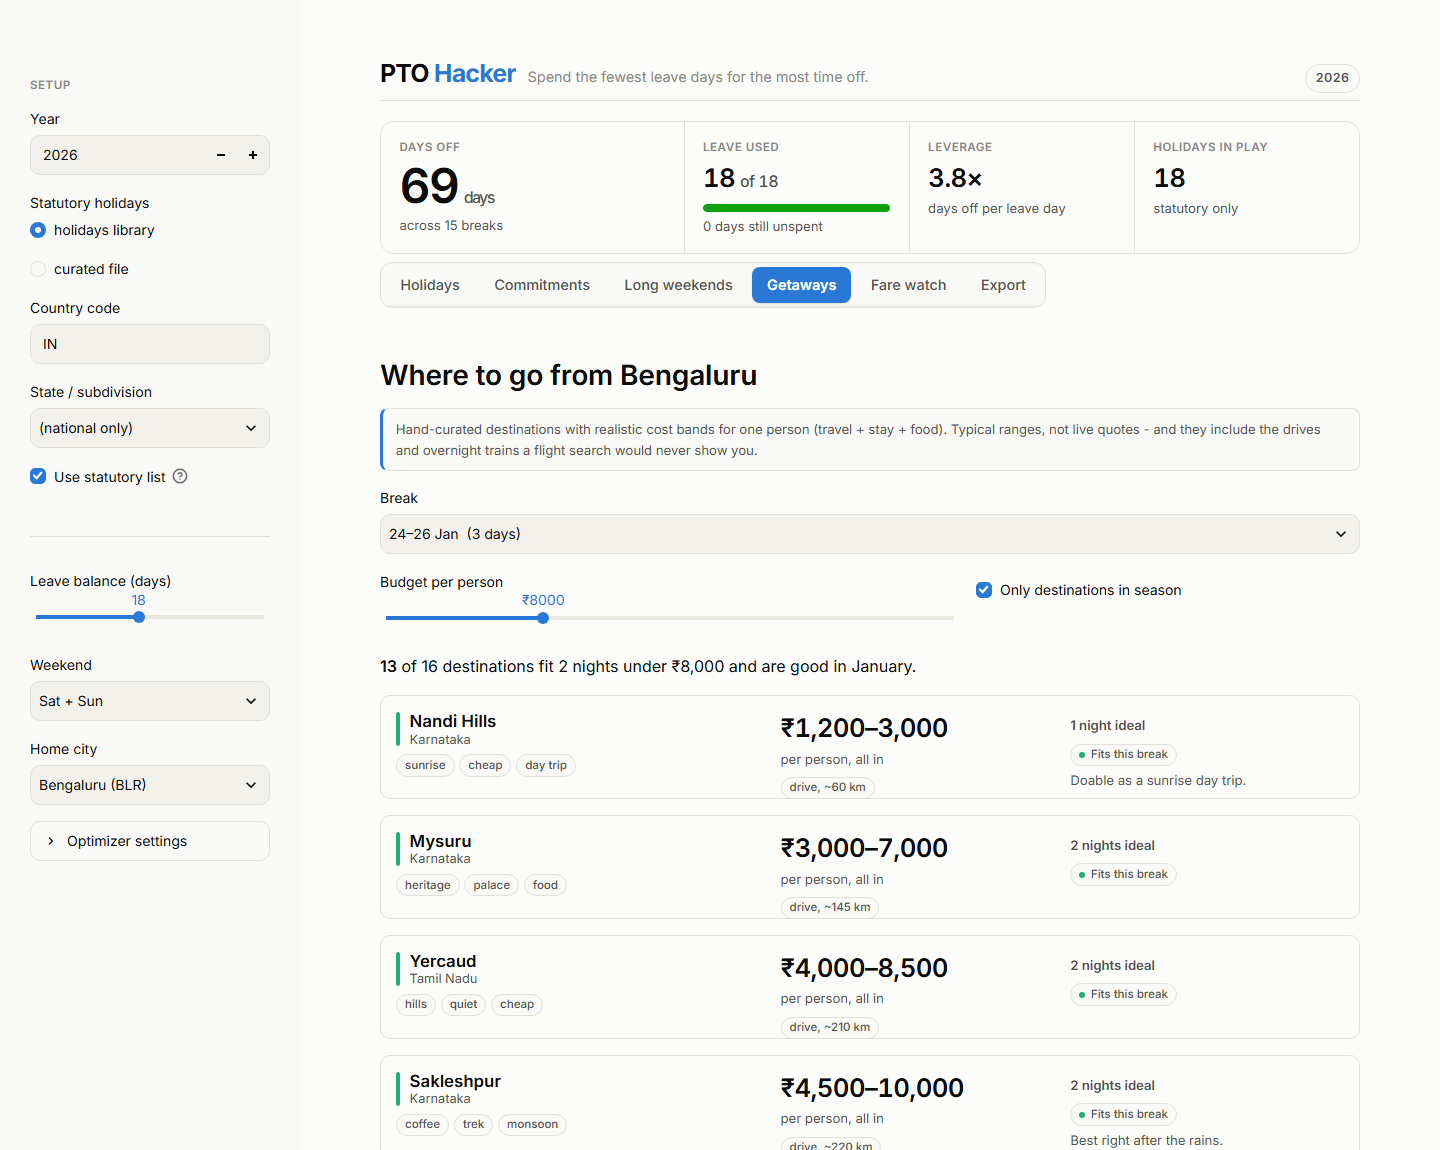 SETUP
Year
2026
Statutory holidays
holidays library
curated file
Country code
IN
State / subdivision
(national only)
Use statutory list
Leave balance (days)
18
Weekend
Sat + Sun
Home city
Bengaluru (BLR)
Optimizer settings
PTO Hacker Spend the fewest leave days for the most time off.
2026
DAYS OFF
69 days
across 15 breaks
LEAVE USED
18 of 18
0 days still unspent
LEVERAGE
3.8×
days off per leave day
HOLIDAYS IN PLAY
18
statutory only
Holidays Commitments Long weekends Getaways Fare watch Export
Where to go from Bengaluru
Hand-curated destinations with realistic cost bands for one person (travel + stay + food). Typical ranges, not live quotes - and they include the drives
and overnight trains a flight search would never show you.
Break
24–26 Jan (3 days)
Budget per person
₹8000
Only destinations in season
13 of 16 destinations fit 2 nights under ₹8,000 and are good in January.
Nandi Hills
Karnataka
sunrise cheap day trip
₹1,200–3,000
per person, all in
drive, ~60 km
1 night ideal
Fits this break
Doable as a sunrise day trip.
Mysuru
Karnataka
heritage palace food
₹3,000–7,000
per person, all in
drive, ~145 km
2 nights ideal
Fits this break
Yercaud
Tamil Nadu
hills quiet cheap
₹4,000–8,500
per person, all in
drive, ~210 km
2 nights ideal
Fits this break
Sakleshpur
Karnataka
coffee trek monsoon
₹4,500–10,000
per person, all in
drive, ~220 km
2 nights ideal
Fits this break
Best right after the rains.